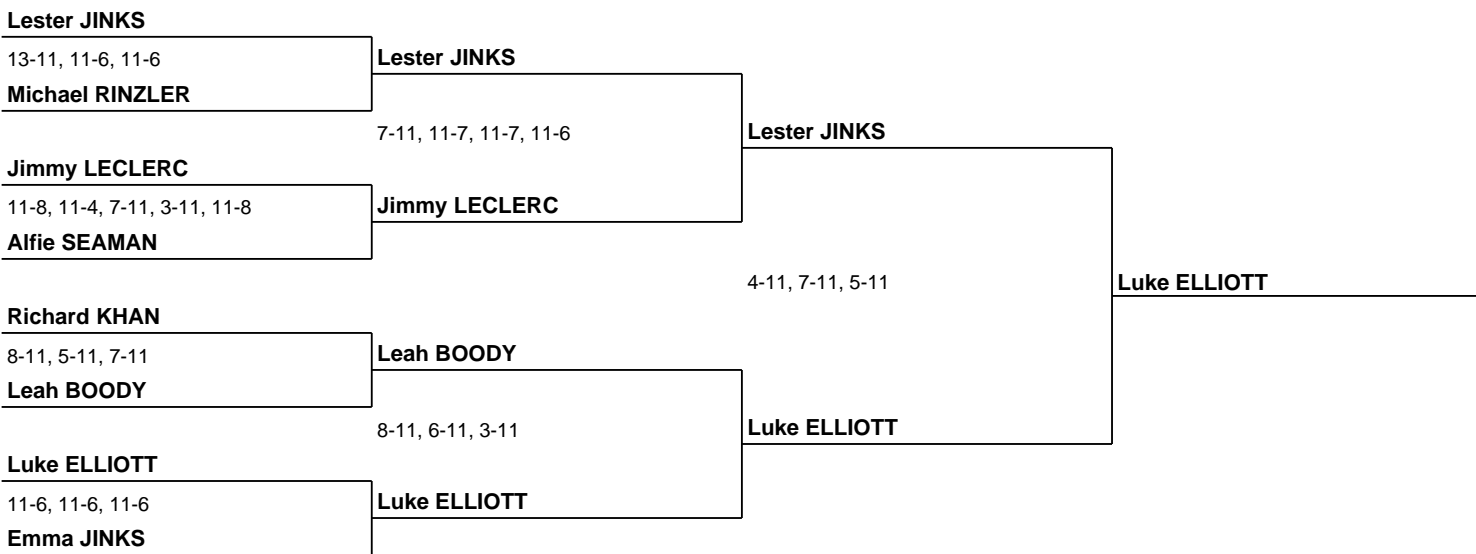 Lester JINKS
13-11, 11-6, 11-6
Michael RINZLER
Jimmy LECLERC
11-8, 11-4, 7-11, 3-11, 11-8
Alfie SEAMAN
Richard KHAN
8-11, 5-11, 7-11
Leah BOODY
Luke ELLIOTT
11-6, 11-6, 11-6
Emma JINKS
Lester JINKS
7-11, 11-7, 11-7, 11-6
Jimmy LECLERC
Leah BOODY
8-11, 6-11, 3-11
Luke ELLIOTT
Lester JINKS
4-11, 7-11, 5-11
Luke ELLIOTT
Luke ELLIOTT